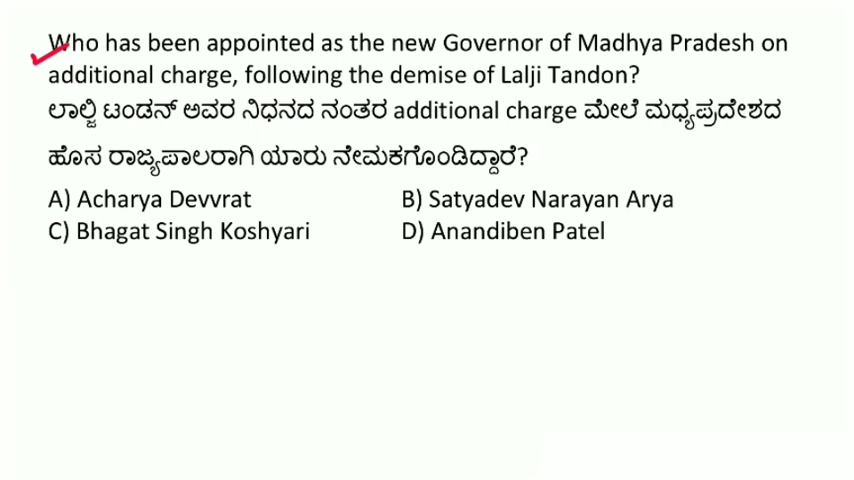 Who has been appointed as the new Governor of Madhya Pradesh on
additional charge, following the demise of Lalji Tandon?
ಲಾಲ್ಜಿ ಟಂಡನ್ ಅವರ ನಿಧನದ ನಂತರ additional charge ಮೇಲೆ ಮಧ್ಯಪ್ರದೇಶದ
ಹೊಸ ರಾಜ್ಯಪಾಲರಾಗಿ ಯಾರು ನೇಮಕಗೊಂಡಿದ್ದಾರೆ?
A) Acharya Devvrat B) Satyadev Narayan Arya
C) Bhagat Singh Koshyari D) Anandiben Patel